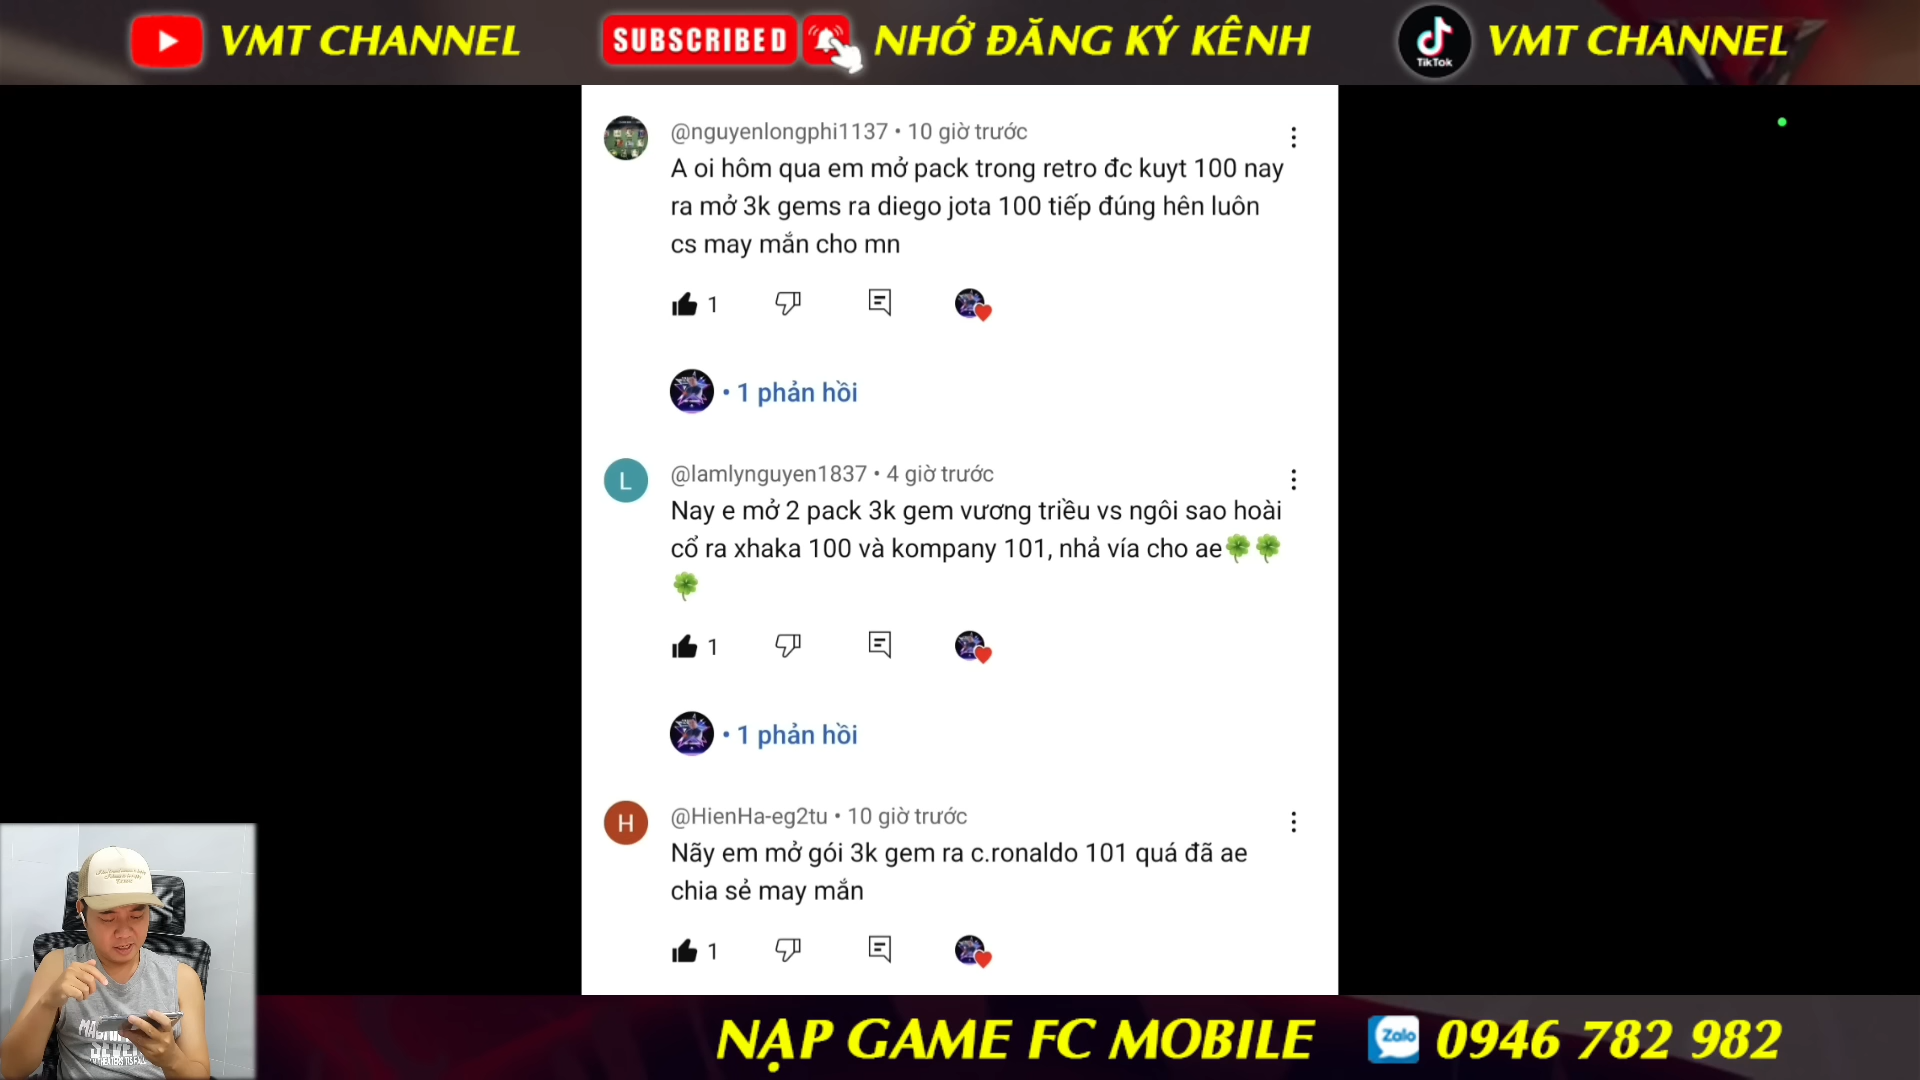 VMT CHANNEL
SUBSCRIBED
NHỚ ĐĂNG KÝ KÊNH
TikTok
VMT CHANNEL
@nguyenlongphi1137 • 10 giờ trước
A oi hôm qua em mở pack trong retro đc kuyt 100 nay
ra mở 3k gems ra diego jota 100 tiếp đúng hên luôn
cs may mắn cho mn
1
• 1 phản hồi
L
@lamlynguyen1837 • 4 giờ trước
Nay e mở 2 pack 3k gem vương triều vs ngôi sao hoài
cổ ra xhaka 100 và kompany 101, nhả vía cho ae🍀🍀
🍀
1
• 1 phản hồi
H
@HienHa-eg2tu • 10 giờ trước
Nãy em mở gói 3k gem ra c.ronaldo 101 quá đã ae
chia sẻ may mắn
1
NẠP GAME FC MOBILE
Zalo
0946 782 982